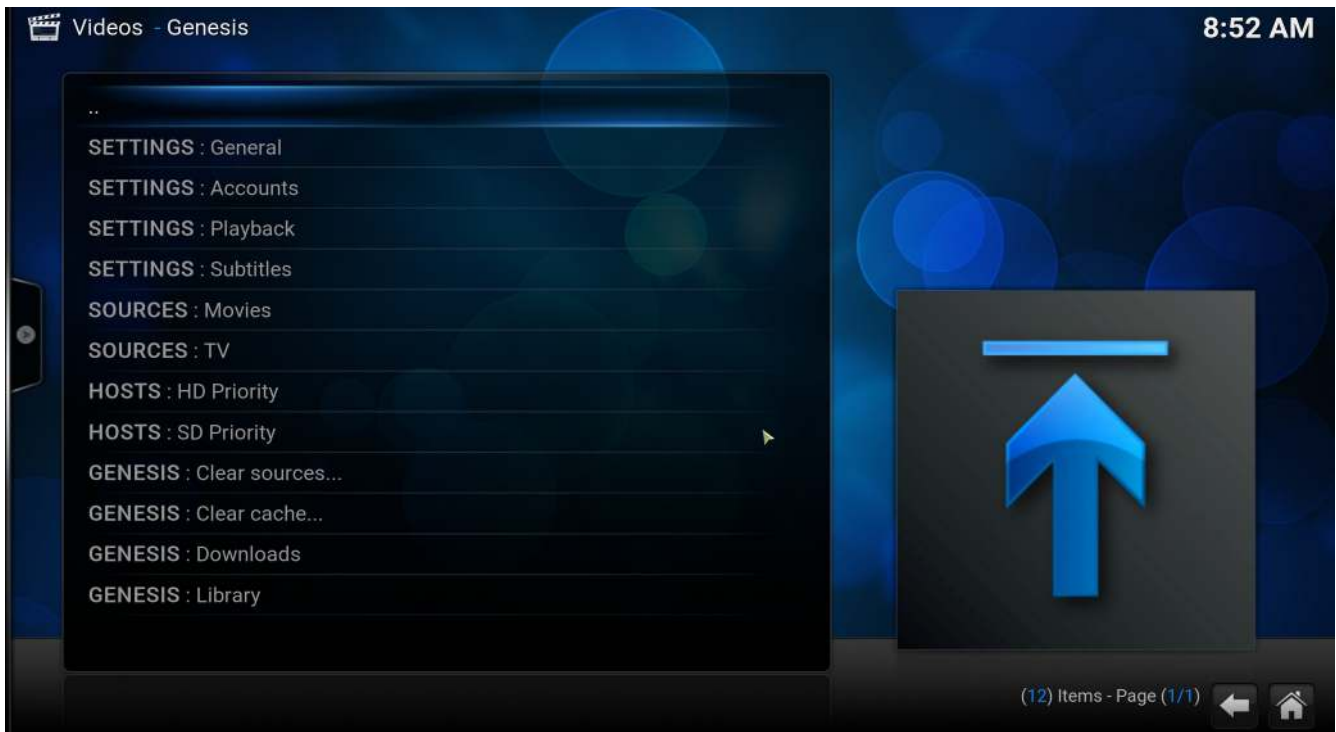 Videos - Genesis
8:52 AM
..
SETTINGS : General
SETTINGS : Accounts
SETTINGS : Playback
SETTINGS : Subtitles
SOURCES : Movies
SOURCES : TV
HOSTS : HD Priority
HOSTS : SD Priority
GENESIS : Clear sources...
GENESIS : Clear cache...
GENESIS : Downloads
GENESIS : Library
(12) Items - Page (1/1)